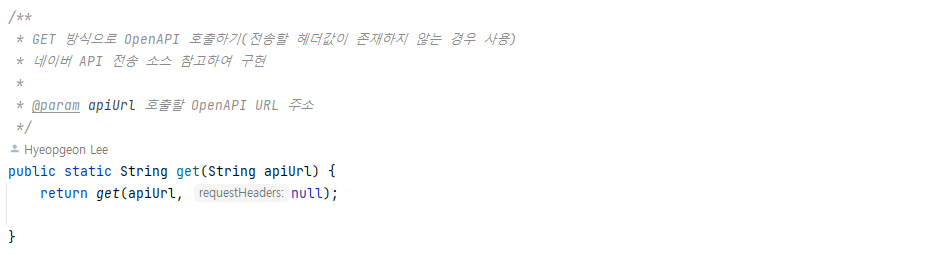 /**
* GET 방식으로 OpenAPI 호출하기(전송할 헤더값이 존재하지 않는 경우 사용)
* 네이버 API 전송 소스 참고하여 구현
*
* @param apiUrl 호출할 OpenAPI URL 주소
*/
Hyeopgeon Lee
public static String get(String apiUrl) {
return get(apiUrl, requestHeaders: null);
}